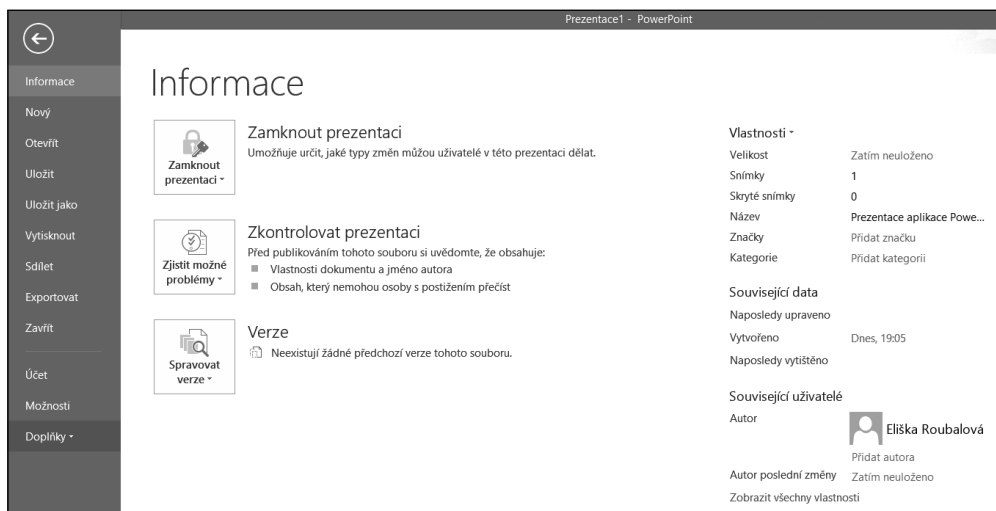 Prezentace1 - PowerPoint
Informace
Nový
Otevřít
Uložit
Uložit jako
Vytisknout
Sdílet
Exportovat
Zavřít
Účet
Možnosti
Doplňky
Informace
Zamknout prezentaci
Zamknout prezentaci
Umožňuje určit, jaké typy změn můžou uživatelé v této prezentaci dělat.
Zjistit možné problémy
Zkontrolovat prezentaci
Před publikováním tohoto souboru si uvědomte, že obsahuje:
Vlastnosti dokumentu a jméno autora
Obsah, který nemohou osoby s postižením přečíst
Spravovat verze
Verze
Neexistují žádné předchozí verze tohoto souboru.
Vlastnosti
Velikost Zatím neuloženo
Snímky 1
Skryté snímky 0
Název Prezentace aplikace Powe...
Značky Přidat značku
Kategorie Přidat kategorii
Související data
Naposledy upraveno
Vytvořeno Dnes, 19:05
Naposledy vytištěno
Související uživatelé
Autor Eliška Roubalová
Přidat autora
Autor poslední změny Zatím neuloženo
Zobrazit všechny vlastnosti